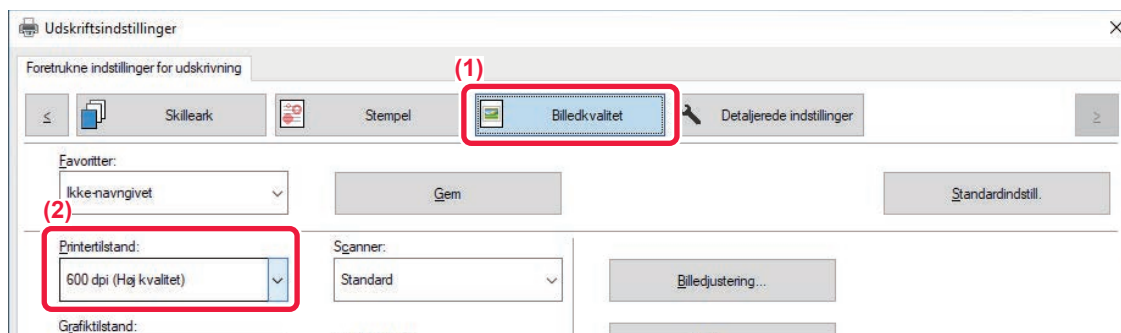 Udskriftsindstillinger
Foretrukne indstillinger for udskrivning
(1)
< Skilleark Stempel Billedkvalitet Detaljerede indstillinger >
Favoritter:
Ikke-navngivet Gem Standardindstill.
(2)
Printertilstand: Scanner:
600 dpi (Høj kvalitet) Standard Billedjustering...
Grafiktilstand: